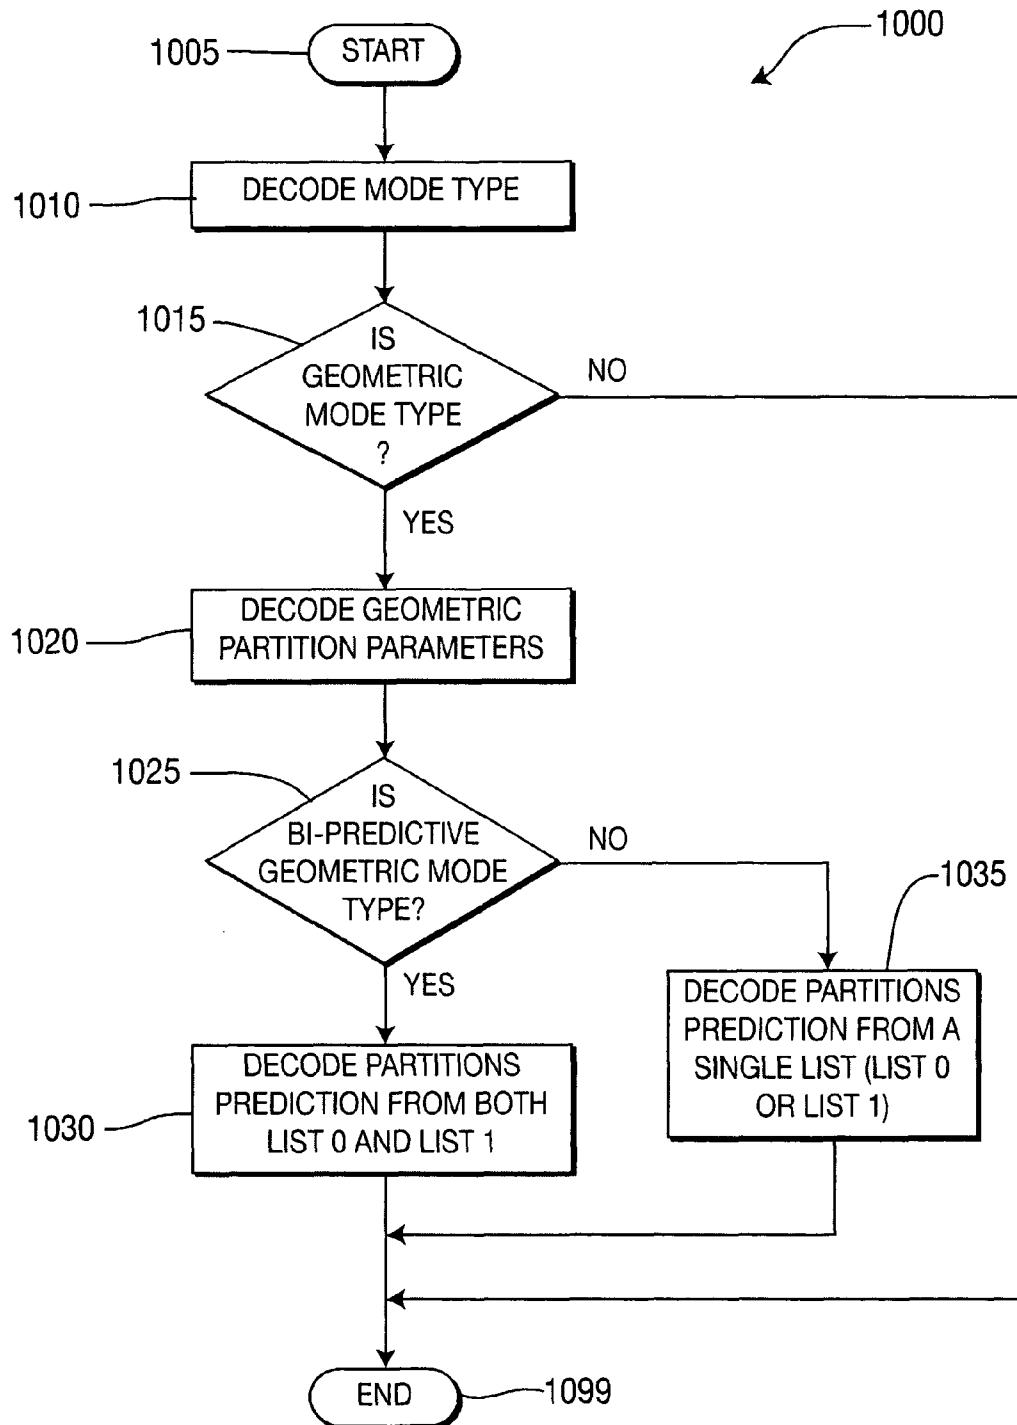 1000
1005
START
1010
DECODE MODE TYPE
1015
IS
GEOMETRIC
MODE TYPE
?
NO
YES
1020
DECODE GEOMETRIC
PARTITION PARAMETERS
1025
IS
BI-PREDICTIVE
GEOMETRIC MODE
TYPE?
NO
YES
1035
DECODE PARTITIONS
PREDICTION FROM A
SINGLE LIST (LIST 0
OR LIST 1)
1030
DECODE PARTITIONS
PREDICTION FROM BOTH
LIST 0 AND LIST 1
END
1099